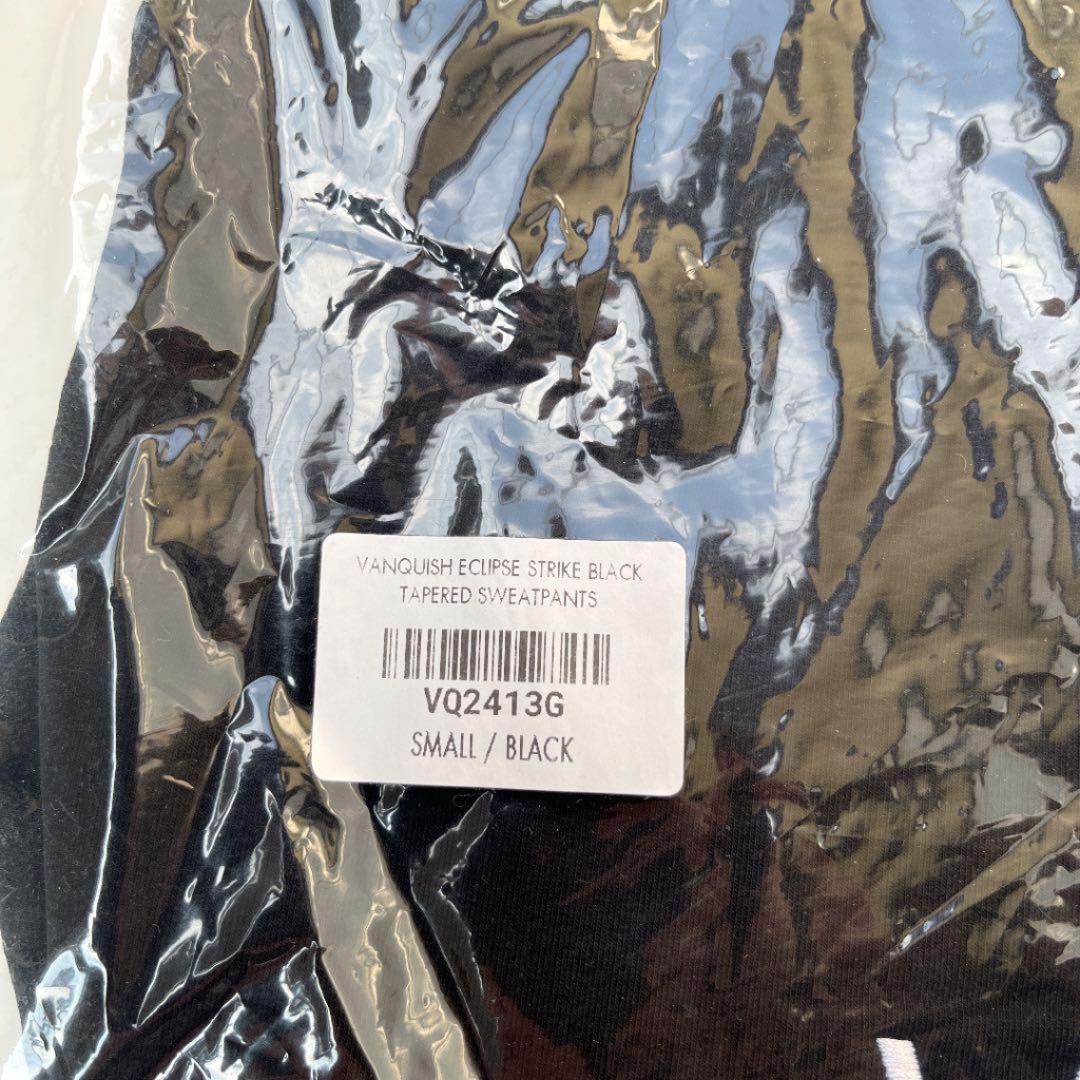 VANQUISH ECLIPSE STRIKE BLACK
TAPERED SWEATPANTS
VQ2413G
SMALL / BLACK